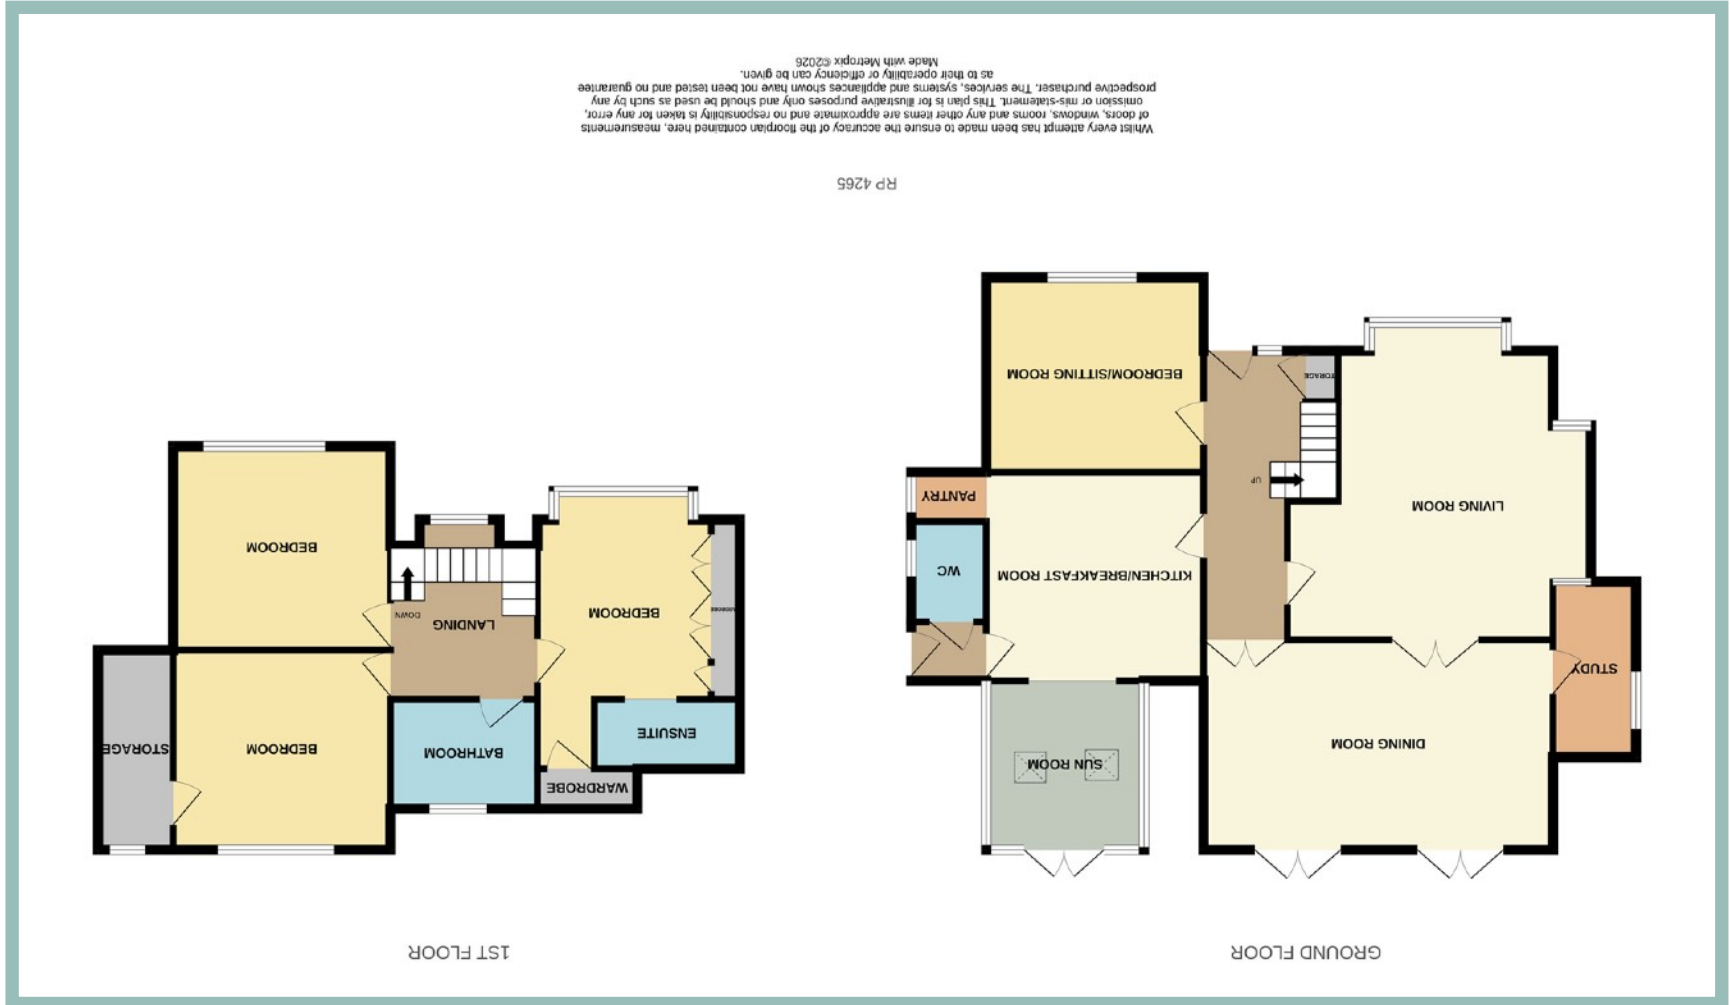 GROUND FLOOR
1ST FLOOR
DINING ROOM
STUDY
SUN ROOM
LIVING ROOM
KITCHEN/BREAKFAST ROOM
WC
PANTRY
UP
STORAGE
BEDROOM/SITTING ROOM
WARDROBE
ENSUITE
BATHROOM
BEDROOM
STORAGE
BEDROOM
WARDROBE
LANDING
DOWN
BEDROOM
RP 4265
Whilst every attempt has been made to ensure the accuracy of the floorplan contained here, measurements
of doors, windows, rooms and any other items are approximate and no responsibility is taken for any error,
omission or mis-statement. This plan is for illustrative purposes only and should be used as such by any
prospective purchaser. The services, systems and appliances shown have not been tested and no guarantee
as to their operability or efficiency can be given.
Made with Metropix ©2026